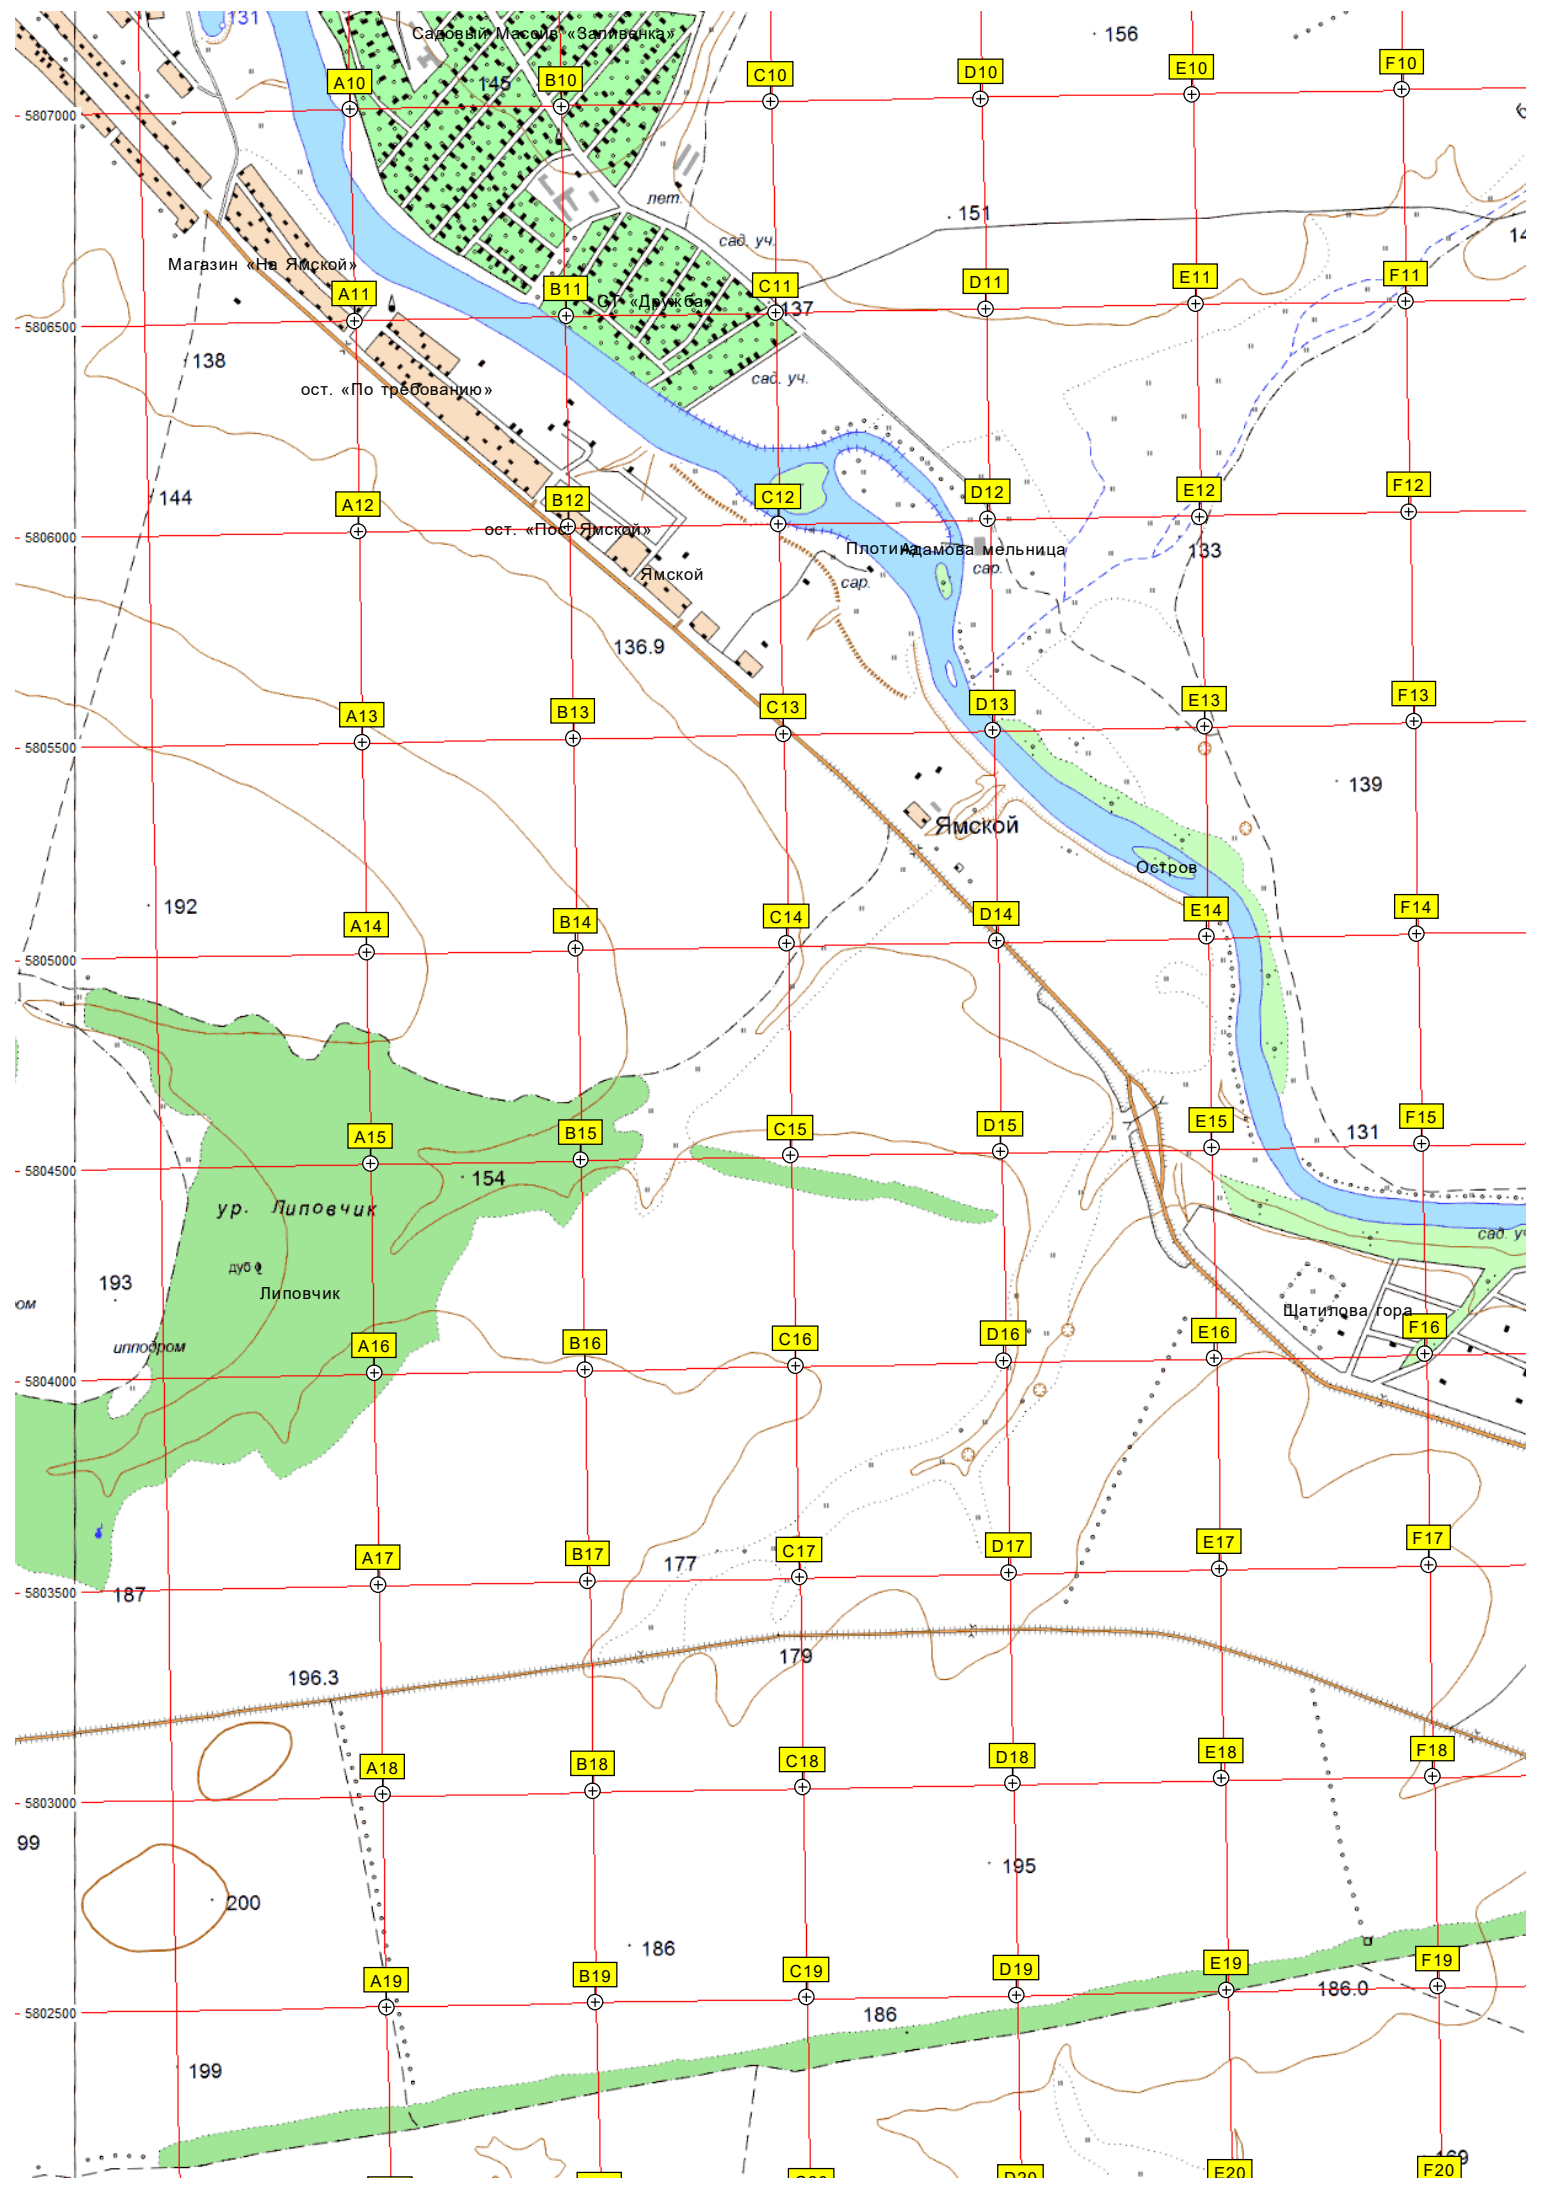 131
Садовый Массив «Заливенка»
156
A10
B10
C10
D10
E10
F10
145
5807000
лет.
151
сад. уч.
Магазин «На Ямской»
A11
B11
C11
D11
E11
F11
СТ «Дружба»
137
5806500
138
ост. «По требованию»
сад. уч.
144
A12
B12
C12
D12
E12
F12
ост. «Пос. Ямской»
5806000
Плотина
Адамова мельница
133
сар.
сар.
Ямской
136.9
A13
B13
C13
D13
E13
F13
5805500
139
Ямской
Остров
192
A14
B14
C14
D14
E14
F14
5805000
A15
B15
C15
D15
E15
F15
131
5804500
154
ур. Липовчик
дуб
193
Липовчик
Щатилова гора
ипподром
A16
B16
C16
D16
E16
F16
5804000
A17
B17
C17
D17
E17
F17
177
5803500
187
179
196.3
A18
B18
C18
D18
E18
F18
5803000
99
195
200
186
A19
B19
C19
D19
E19
F19
186.0
5802500
186
199
D20
E20
F20